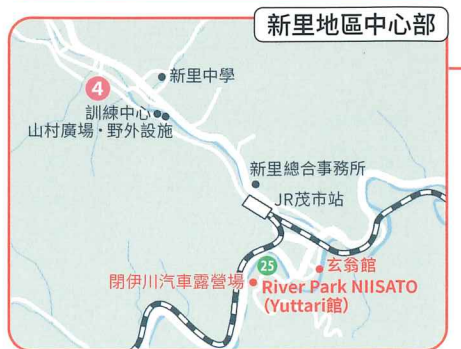 新里地區中心部
新里中學
4
訓練中心
山村廣場・野外設施
新里總合事務所
JR茂市站
25
玄翁館
閉伊川汽車露營場
River Park NIISATO
(Yuttari館)